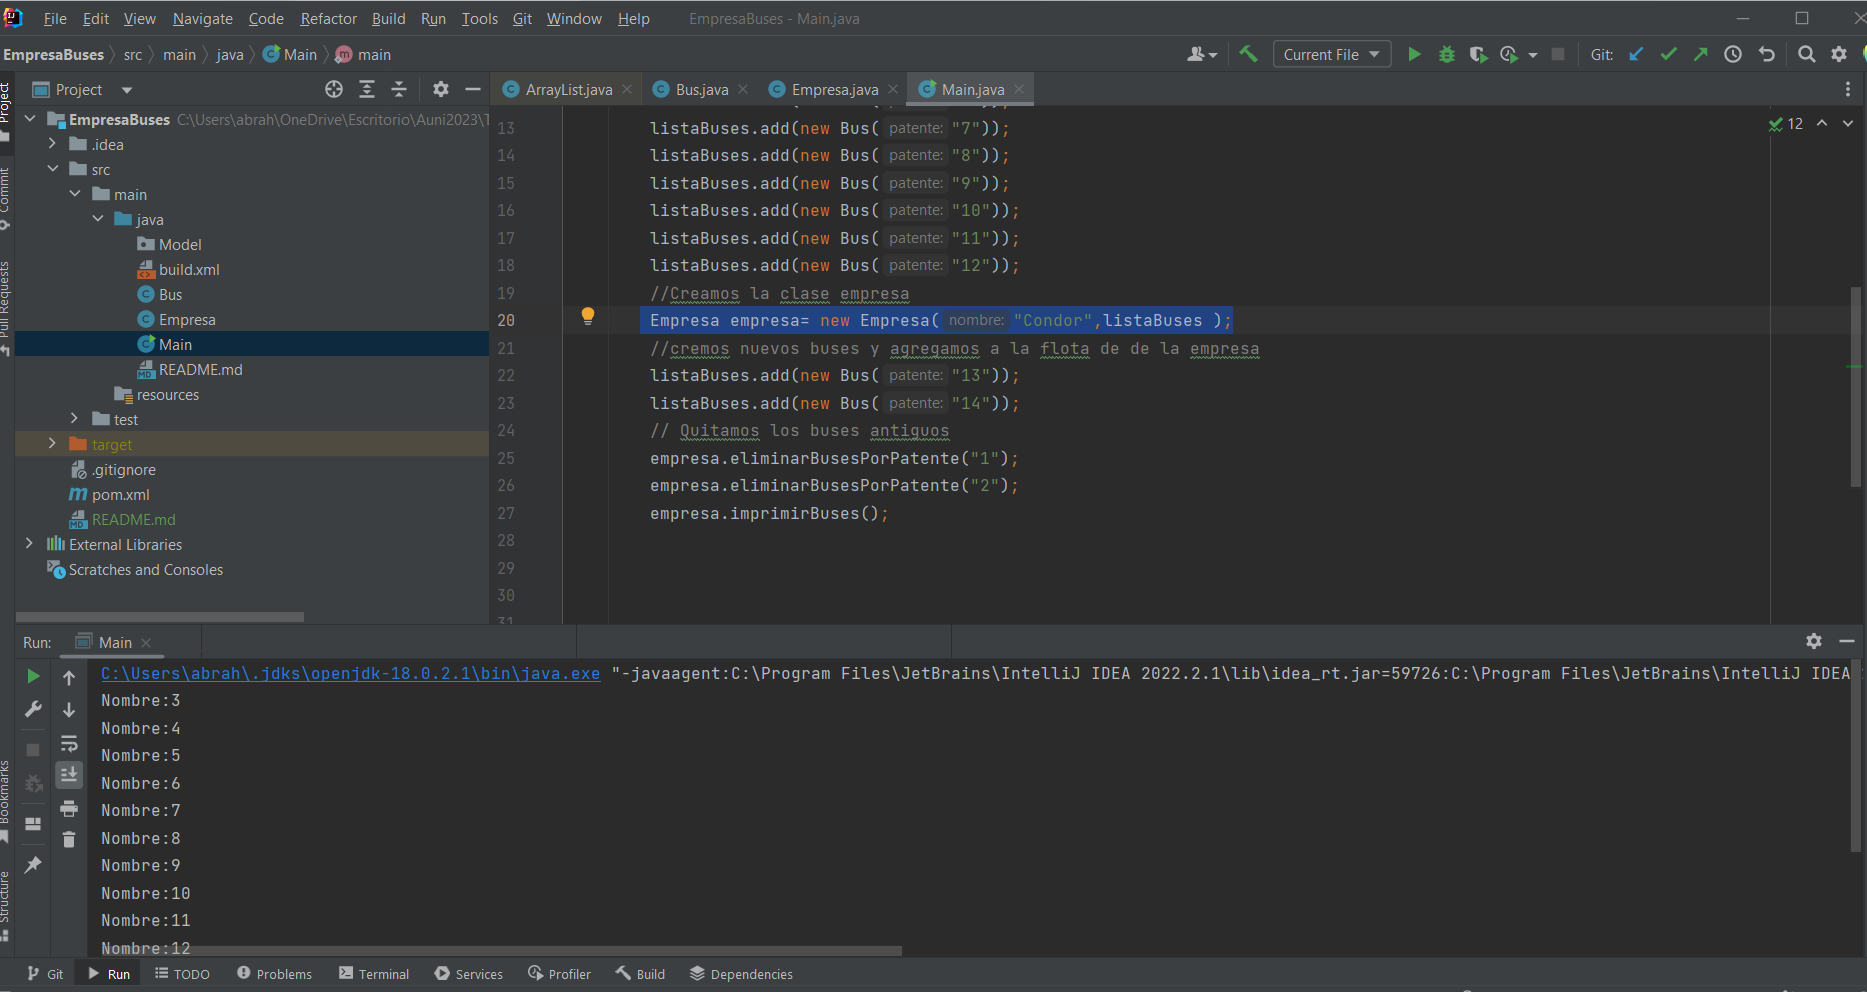 File Edit View Navigate Code Refactor Build Run Tools Git Window Help EmpresaBuses - Main.java
EmpresaBuses src main java Main main
Current File Git:
Project
ArrayList.java Bus.java Empresa.java Main.java
EmpresaBuses C:\Users\abrah\OneDrive\Escritorio\Auni2023\T
.idea
src
main
java
Model
build.xml
Bus
Empresa
Main
README.md
resources
test
target
.gitignore
pom.xml
README.md
External Libraries
Scratches and Consoles
Project
Commit
Pull Requests
Bookmarks
Structure
12
13 listaBuses.add(new Bus( patente: "7"));
14 listaBuses.add(new Bus( patente: "8"));
15 listaBuses.add(new Bus( patente: "9"));
16 listaBuses.add(new Bus( patente: "10"));
17 listaBuses.add(new Bus( patente: "11"));
18 listaBuses.add(new Bus( patente: "12"));
19 //Creamos la clase empresa
20 Empresa empresa= new Empresa( nombre: "Condor",listaBuses );
21 //cremos nuevos buses y agregamos a la flota de de la empresa
22 listaBuses.add(new Bus( patente: "13"));
23 listaBuses.add(new Bus( patente: "14"));
24 // Quitamos los buses antiguos
25 empresa.eliminarBusesPorPatente("1");
26 empresa.eliminarBusesPorPatente("2");
27 empresa.imprimirBuses();
28
29
30
31
Run: Main
C:\Users\abrah\.jdks\openjdk-18.0.2.1\bin\java.exe "-javaagent:C:\Program Files\JetBrains\IntelliJ IDEA 2022.2.1\lib\idea_rt.jar=59726:C:\Program Files\JetBrains\IntelliJ IDEA
Nombre:3
Nombre:4
Nombre:5
Nombre:6
Nombre:7
Nombre:8
Nombre:9
Nombre:10
Nombre:11
Nombre:12
Git Run TODO Problems Terminal Services Profiler Build Dependencies